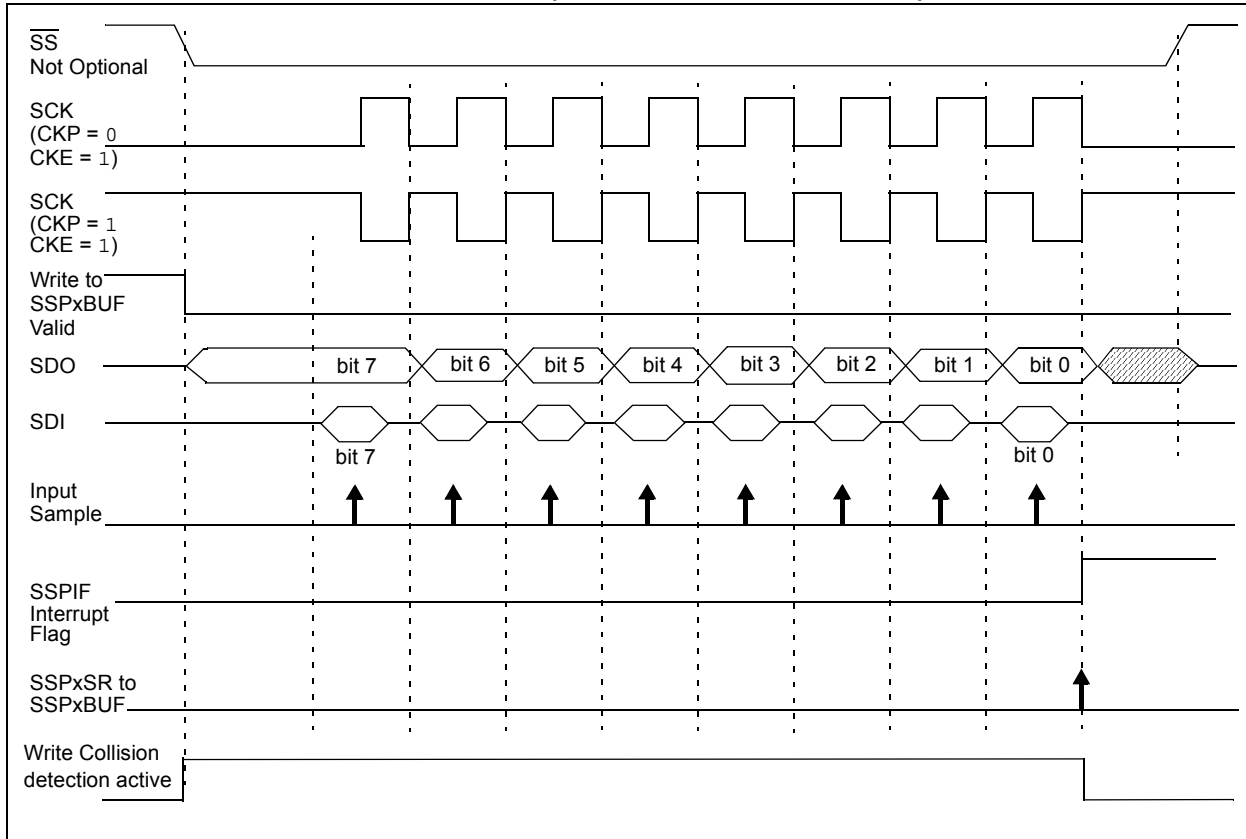 SS
Not Optional
SCK
(CKP = 0
CKE = 1)
SCK
(CKP = 1
CKE = 1)
Write to
SSPxBUF
Valid
SDO
bit 7
bit 6
bit 5
bit 4
bit 3
bit 2
bit 1
bit 0
SDI
bit 7
bit 0
Input
Sample
SSPIF
Interrupt
Flag
SSPxSR to
SSPxBUF
Write Collision
detection active